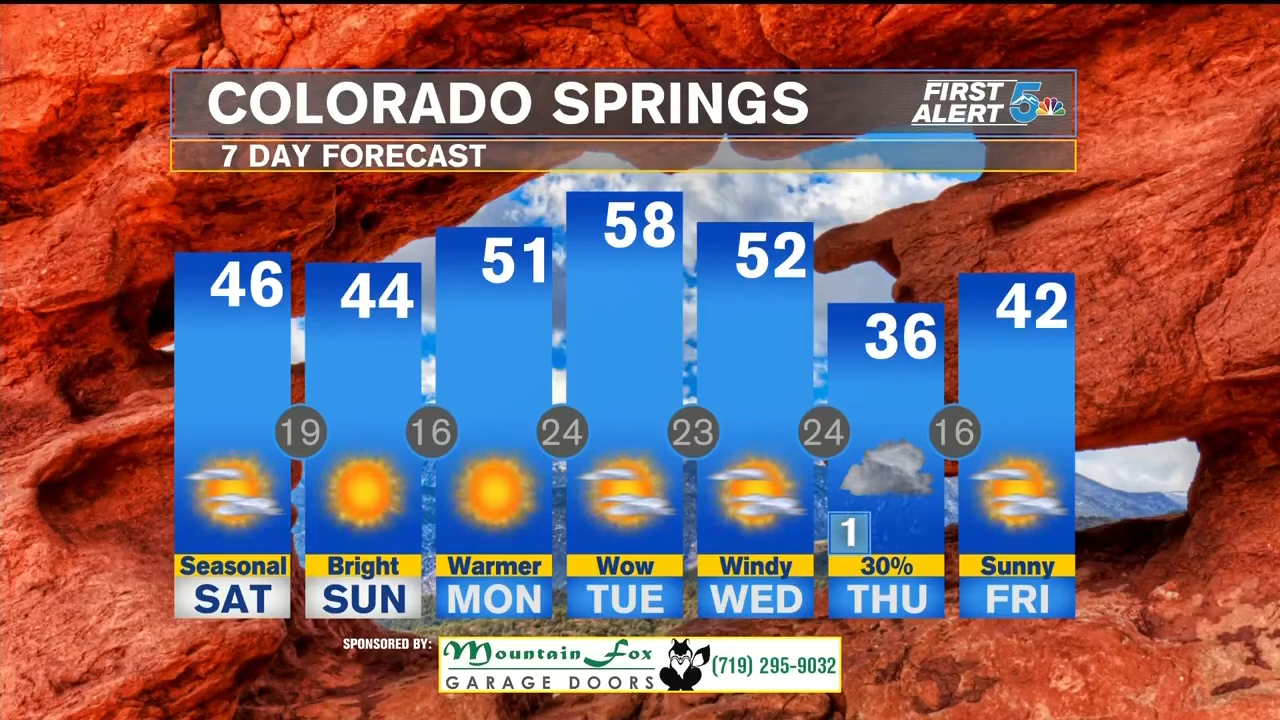 COLORADO SPRINGS
FIRST
ALERT 5
7 DAY FORECAST
46 44 51 58 52 36 42
19 16 24 23 24 16
1
Seasonal Bright Warmer Wow Windy 30% Sunny
SAT SUN MON TUE WED THU FRI
SPONSORED BY:
Mountain Fox
GARAGE DOORS
(719) 295-9032